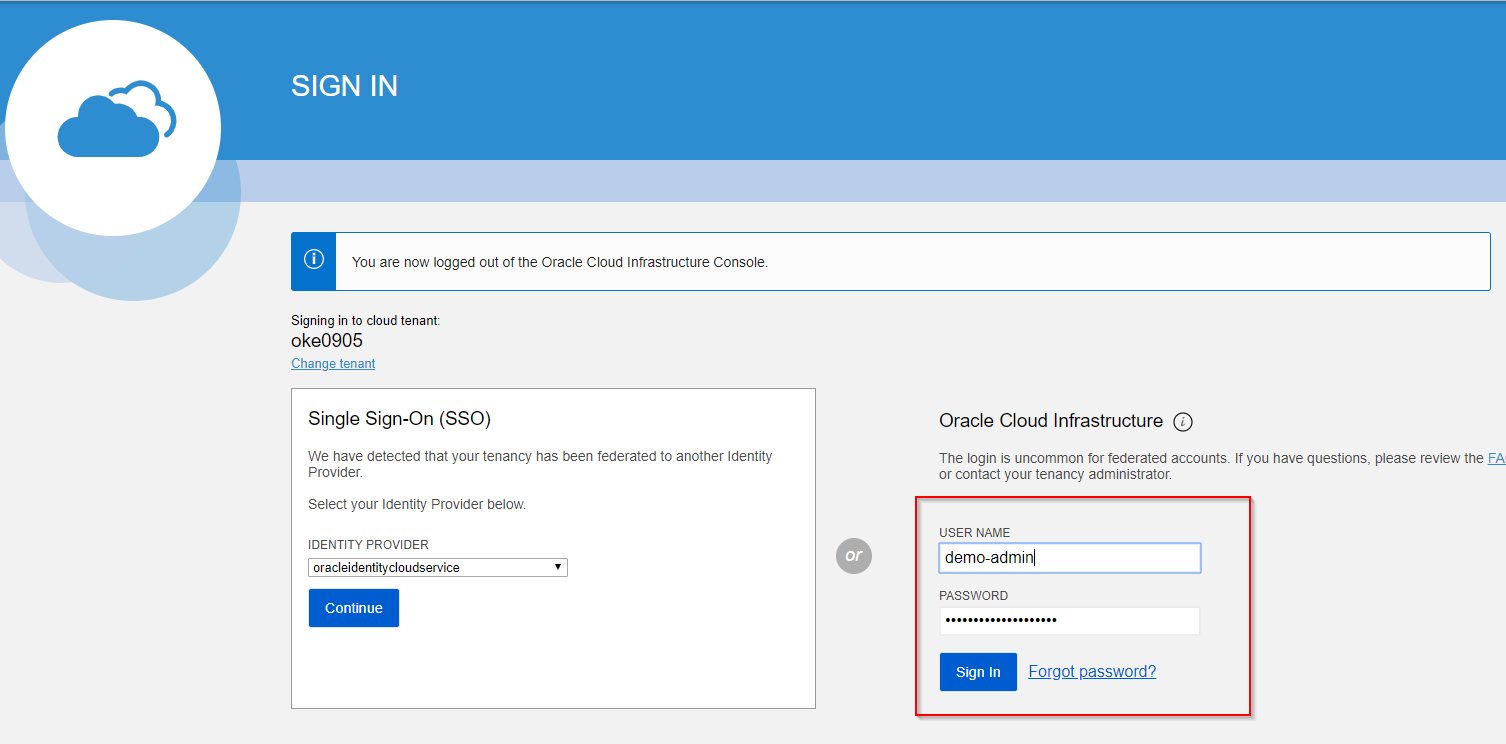 SIGN IN
You are now logged out of the Oracle Cloud Infrastructure Console.
Signing in to cloud tenant:
oke0905
Change tenant
Single Sign-On (SSO)
We have detected that your tenancy has been federated to another Identity
Provider.
Select your Identity Provider below.
IDENTITY PROVIDER
oracleidentitycloudservice
Continue
or
Oracle Cloud Infrastructure
The login is uncommon for federated accounts. If you have questions, please review the FA
or contact your tenancy administrator.
USER NAME
demo-admin
PASSWORD
••••••••••••••••••••
Sign In Forgot password?